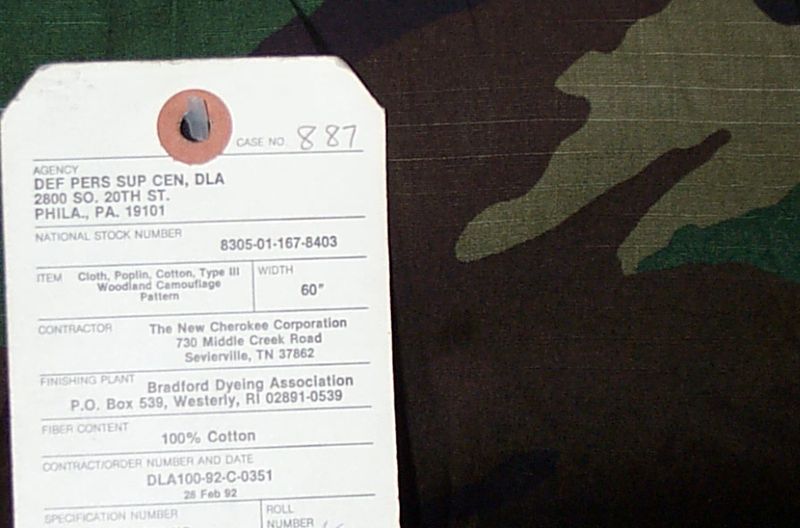 CASE NO. 887
AGENCY
DEF PERS SUP CEN, DLA
2800 SO. 20TH ST.
PHILA., PA. 19101
NATIONAL STOCK NUMBER
8305-01-167-8403
ITEM Cloth, Poplin, Cotton, Type III
Woodland Camouflage
Pattern
WIDTH
60"
CONTRACTOR The New Cherokee Corporation
730 Middle Creek Road
Sevierville, TN 37862
FINISHING PLANT Bradford Dyeing Association
P.O. Box 539, Westerly, RI 02891-0539
FIBER CONTENT
100% Cotton
CONTRACT/ORDER NUMBER AND DATE
DLA100-92-C-0351
28 Feb 92
SPECIFICATION NUMBER
ROLL
NUMBER